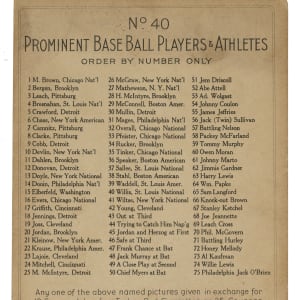 No 40
PROMINENT BASE BALL PLAYERS & ATHLETES
ORDER BY NUMBER ONLY
1 M. Brown, Chicago Nat'l
2 Bergen, Brooklyn
3 Leach, Pittsburg
4 Bresnahan, St. Louis Nat'l
5 Crawford, Detroit
6 Chase, New York American
7 Camnitz, Pittsburg
8 Clarke, Pittsburg
9 Cobb, Detroit
10 Devlin, New York Nat'l
11 Dahlen, Brooklyn
12 Donovan, Detroit
13 Doyle, New York National
14 Donlin, New York Nat'l
15 Elberfield, Washington
16 Evers, Chicago National
17 Griffith, Cincinnati
18 Jennings, Detroit
19 Joss, Cleveland
20 Jordan, Brooklyn
21 Kleinow, New York Amer.
22 Krause, Philadelphia Amer.
23 Lajoie, Cleveland
24 Mitchell, Cincinnati
25 M. McIntyre, Detroit
26 McGraw, New York Nat'l
27 Mathewson, N. Y. Nat'l
28 H. McIntyre, Brooklyn
29 McConnell, Boston Amer.
30 Mullin, Detroit
31 Magee, Philadelphia Nat'l
32 Overall, Chicago National
33 Pfeister, Chicago National
34 Rucker, Brooklyn
35 Tinker, Chicago National
36 Speaker, Boston American
37 Sallee, St. Louis National
38 Stahl, Boston American
39 Waddell, St. Louis Amer.
40 Willis, St. Louis National
41 Wiltse, New York National
42 Young, Cleveland
43 Out at Third
44 Trying to Catch Him Nap'g
45 Jordan and Herzog at First
46 Safe at Third
47 Frank Chance at Bat
48 Jack Murray at Bat
49 A Close Play at Second
50 Chief Myers at Bat
51 Jem Driscoll
52 Abe Attell
53 Ad. Wolgast
54 Johnny Coulon
55 James Jeffries
56 Jack (Twin) Sullivan
57 Battling Nelson
58 Packey McFarland
59 Tommy Murphy
60 Owen Moran
61 Johnny Marto
62 Jimmie Gardner
63 Harry Lewis
64 Wm. Papke
65 Sam Langford
66 Knock-out Brown
67 Stanley Ketchel
68 Joe Jeannette
69 Leach Cross
70 Phil. McGovern
71 Battling Hurley
72 Honey Mellody
73 Al Kaufman
74 Willie Lewis
75 Philadelphia Jack O'Brien
Any one of the above named pictures given in exchange for